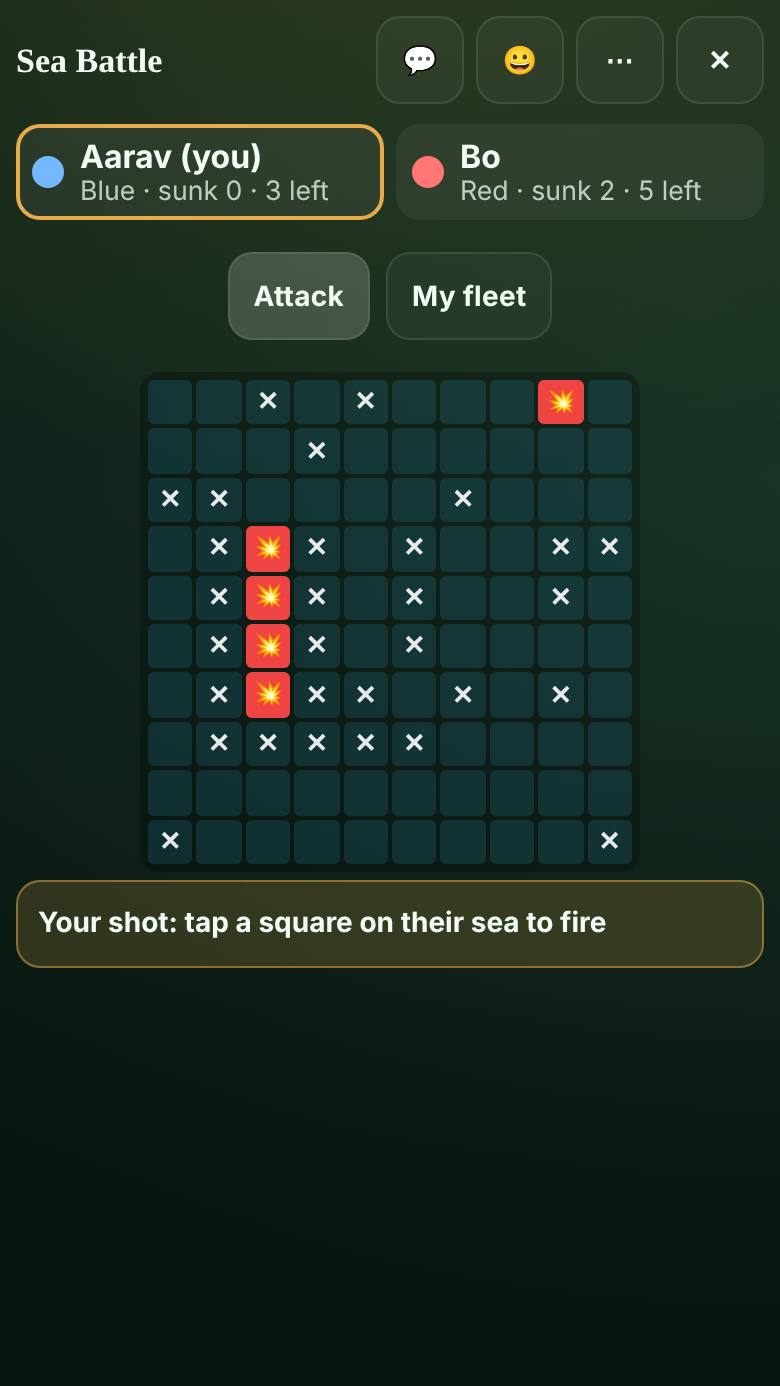 Sea Battle
Aarav (you)
Blue · sunk 0 · 3 left
Bo
Red · sunk 2 · 5 left
Attack
My fleet
Your shot: tap a square on their sea to fire